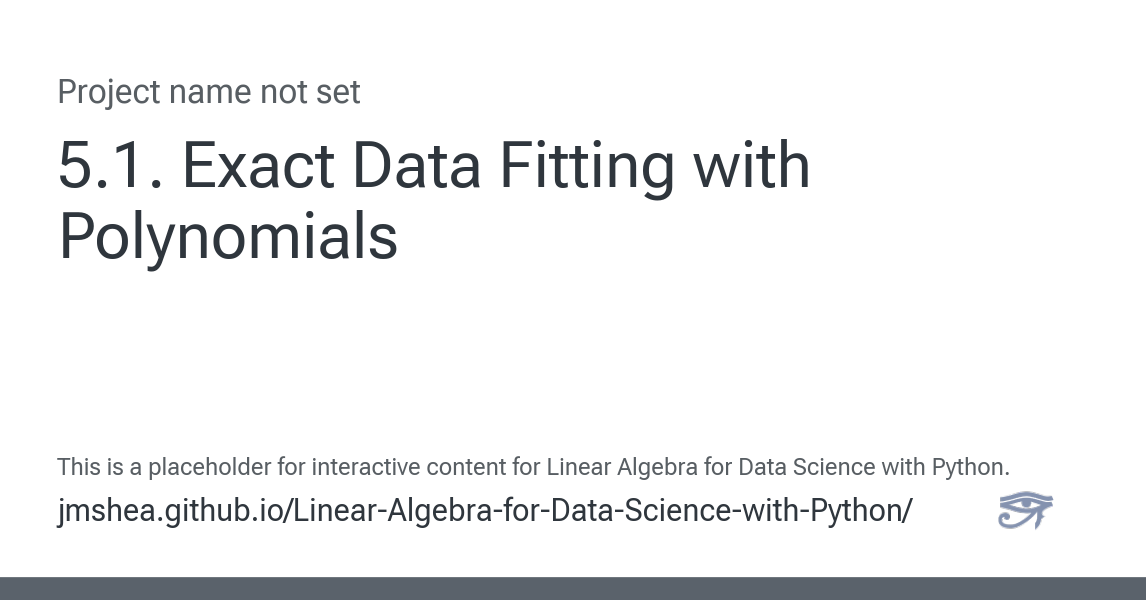 Project name not set
5.1. Exact Data Fitting with
Polynomials
This is a placeholder for interactive content for Linear Algebra for Data Science with Python.
jmshea.github.io/Linear-Algebra-for-Data-Science-with-Python/